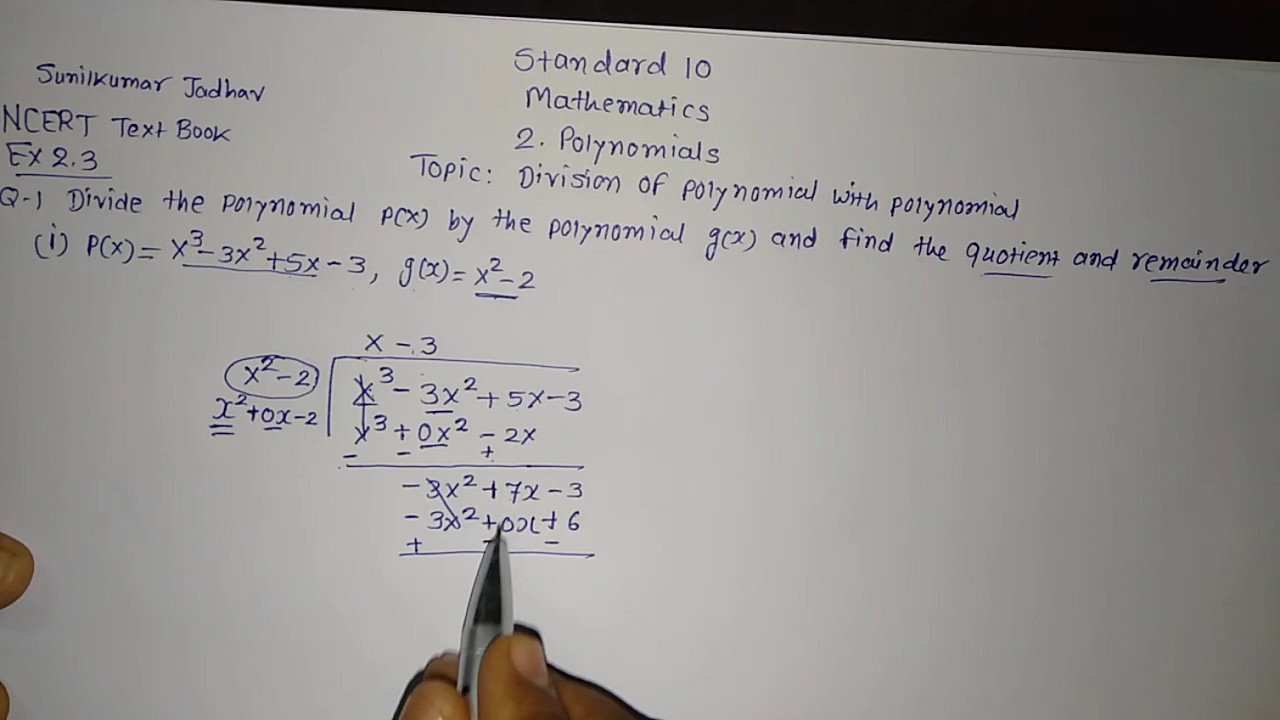 Standard 10
Sunilkumar Jadhav
Mathematics
NCERT Text Book
2. Polynomials
Ex 2.3
Topic: Division of polynomial with polynomial
Q-1 Divide the polynomial p(x) by the polynomial g(x) and find the quotient and remainder
(i) P(x) = x³ - 3x² + 5x - 3, g(x) = x² - 2
x - 3
x² - 2
x³ - 3x² + 5x - 3
x² + 0x - 2
x³ + 0x² - 2x
- - +
- 3x² + 7x - 3
- 3x² + 0x + 6
+ - -